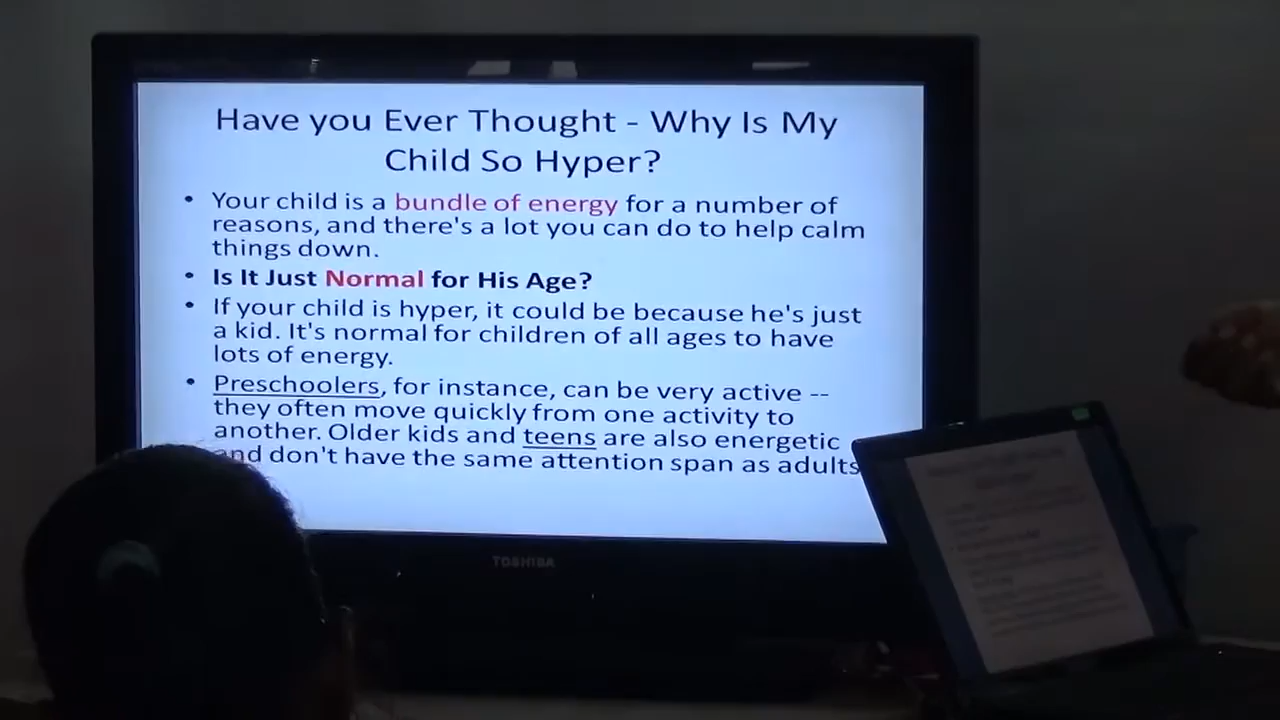 Have you Ever Thought - Why Is My
Child So Hyper?
• Your child is a bundle of energy for a number of
reasons, and there's a lot you can do to help calm
things down.
• Is It Just Normal for His Age?
• If your child is hyper, it could be because he's just
a kid. It's normal for children of all ages to have
lots of energy.
• Preschoolers, for instance, can be very active --
they often move quickly from one activity to
another. Older kids and teens are also energetic
and don't have the same attention span as adults
TOSHIBA